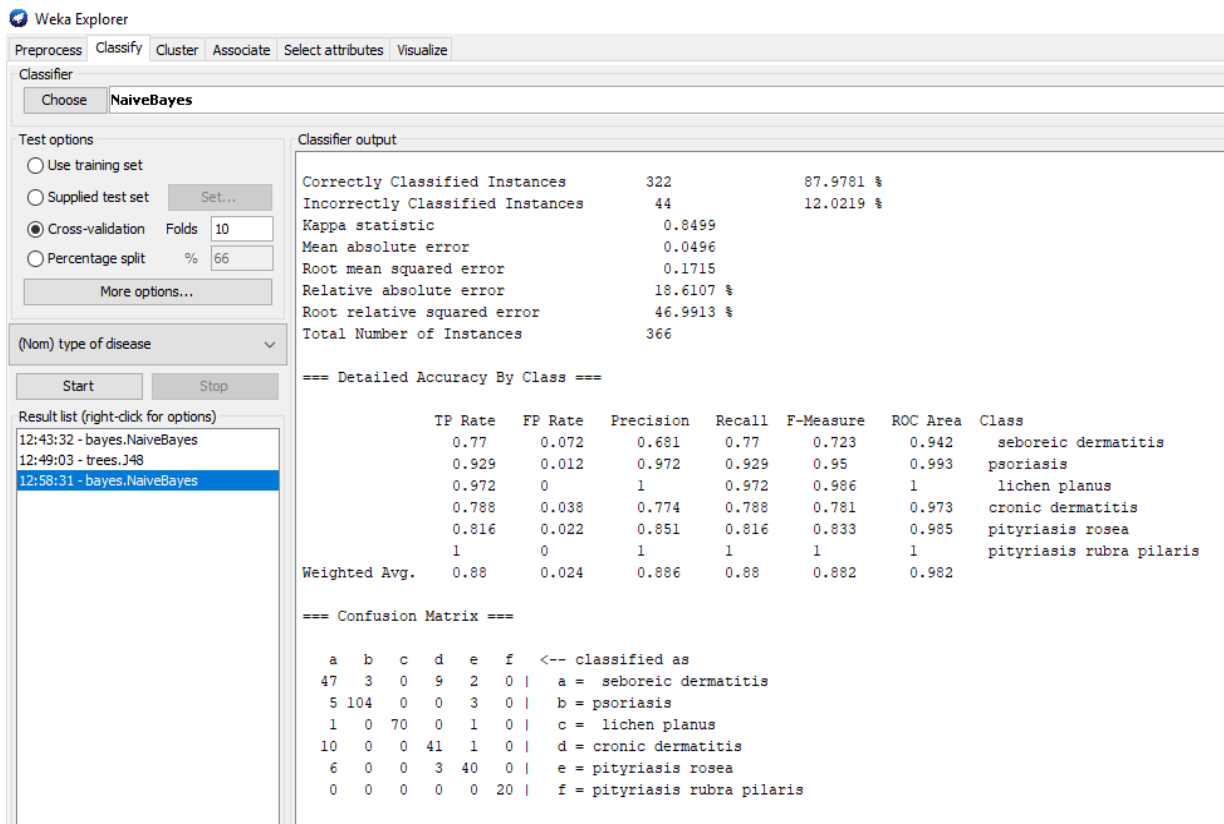 Weka Explorer
Preprocess Classify Cluster Associate Select attributes Visualize
Classifier
Choose NaiveBayes
Test options
Use training set
Supplied test set Set...
Cross-validation Folds 10
Percentage split % 66
More options...
(Nom) type of disease
Start Stop
Result list (right-click for options)
12:43:32 - bayes.NaiveBayes
12:49:03 - trees.J48
12:58:31 - bayes.NaiveBayes
Classifier output
Correctly Classified Instances 322 87.9781 %
Incorrectly Classified Instances 44 12.0219 %
Kappa statistic 0.8499
Mean absolute error 0.0496
Root mean squared error 0.1715
Relative absolute error 18.6107 %
Root relative squared error 46.9913 %
Total Number of Instances 366
=== Detailed Accuracy By Class ===
TP Rate FP Rate Precision Recall F-Measure ROC Area Class
0.77 0.072 0.681 0.77 0.723 0.942 seboreic dermatitis
0.929 0.012 0.972 0.929 0.95 0.993 psoriasis
0.972 0 1 0.972 0.986 1 lichen planus
0.788 0.038 0.774 0.788 0.781 0.973 cronic dermatitis
0.816 0.022 0.851 0.816 0.833 0.985 pityriasis rosea
1 0 1 1 1 1 pityriasis rubra pilaris
Weighted Avg. 0.88 0.024 0.886 0.88 0.882 0.982
=== Confusion Matrix ===
a b c d e f <-- classified as
47 3 0 9 2 0 | a = seboreic dermatitis
5 104 0 0 3 0 | b = psoriasis
1 0 70 0 1 0 | c = lichen planus
10 0 0 41 1 0 | d = cronic dermatitis
6 0 0 3 40 0 | e = pityriasis rosea
0 0 0 0 0 20 | f = pityriasis rubra pilaris